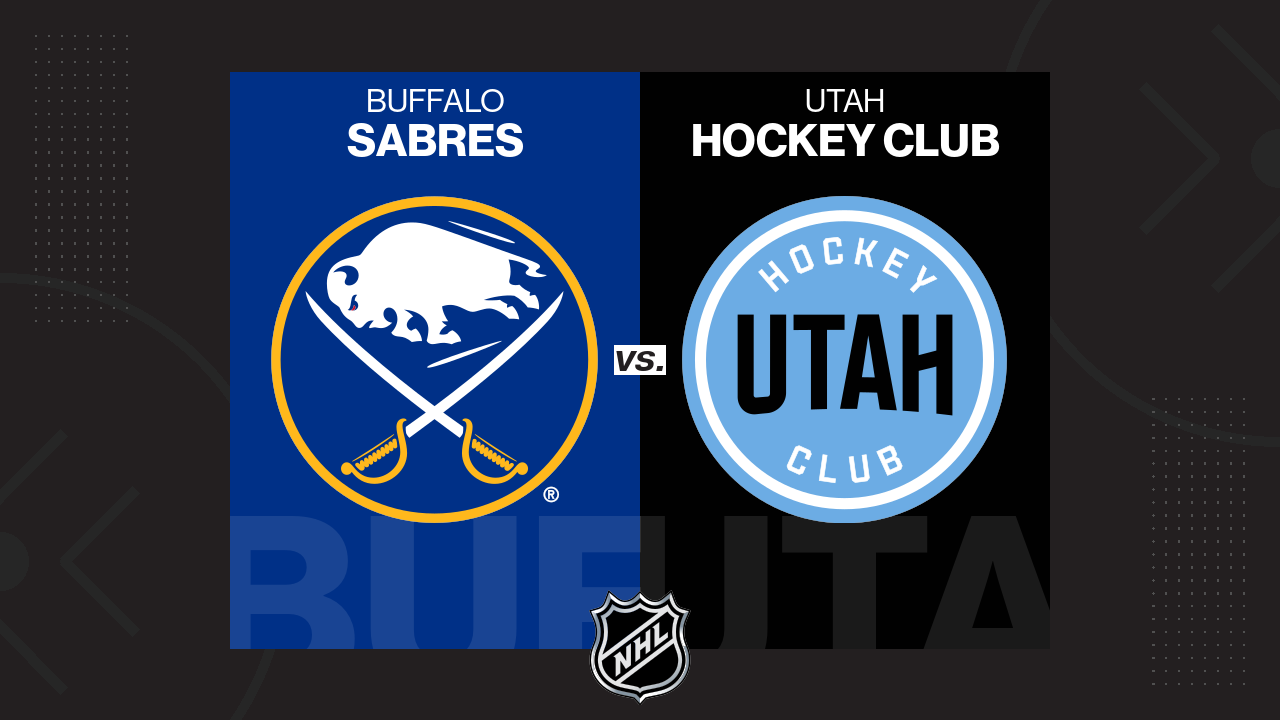 BUFFALO
SABRES
UTAH
HOCKEY CLUB
HOCKEY
UTAH
CLUB
vs.
®
BUF
UTA
NHL